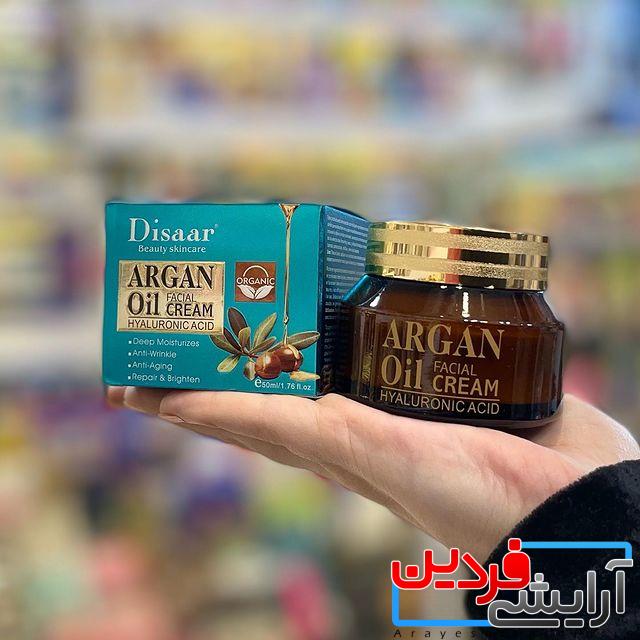 Disaar®
Beauty skincare
ARGAN
Oil FACIAL CREAM
HYALURONIC ACID
ORGANIC
• Deep Moisturizes
• Anti-Wrinkle
• Anti-Aging
• Repair & Brighten
℮50ml/1.76 fl.oz
ARGAN
Oil FACIAL CREAM
HYALURONIC ACID
آرایشی فردین